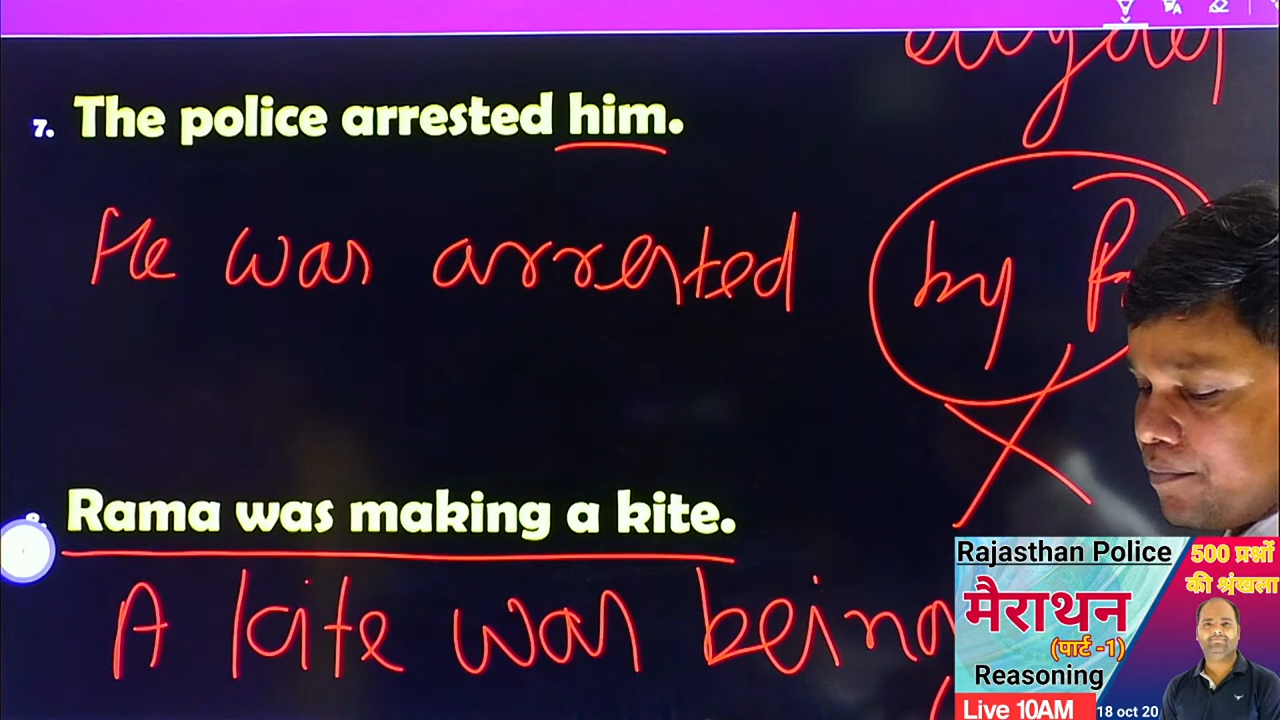 7. The police arrested him.
He was arrested by
8. Rama was making a kite.
A kite was being
Rajasthan Police
500 प्रश्नों
की श्रृंखला
मैराथन
(पार्ट -1)
Reasoning
Live 10AM
18 oct 20